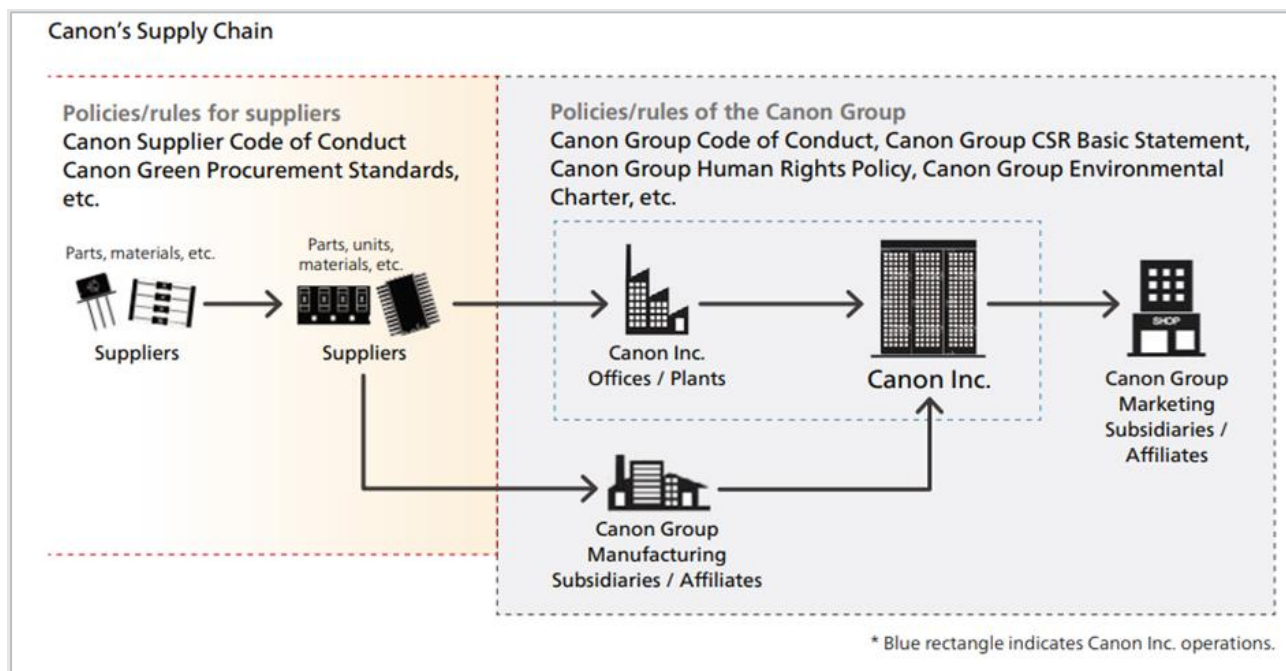 Canon's Supply Chain
Policies/rules for suppliers
Canon Supplier Code of Conduct
Canon Green Procurement Standards,
etc.
Policies/rules of the Canon Group
Canon Group Code of Conduct, Canon Group CSR Basic Statement,
Canon Group Human Rights Policy, Canon Group Environmental
Charter, etc.
Parts, materials, etc.
Suppliers
Parts, units,
materials, etc.
Suppliers
Canon Inc.
Offices / Plants
Canon Inc.
SHOP
Canon Group
Marketing
Subsidiaries /
Affiliates
Canon Group
Manufacturing
Subsidiaries / Affiliates
* Blue rectangle indicates Canon Inc. operations.